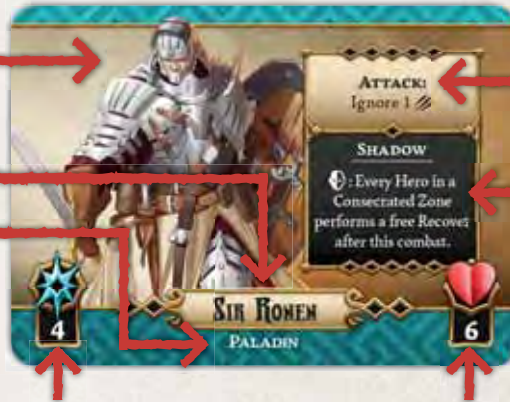 ATTACK:
Ignore 1
SHADOW
: Every Hero in a
Consecrated Zone
performs a free Recover
after this combat.
4
SIR RONEN
6
PALADIN